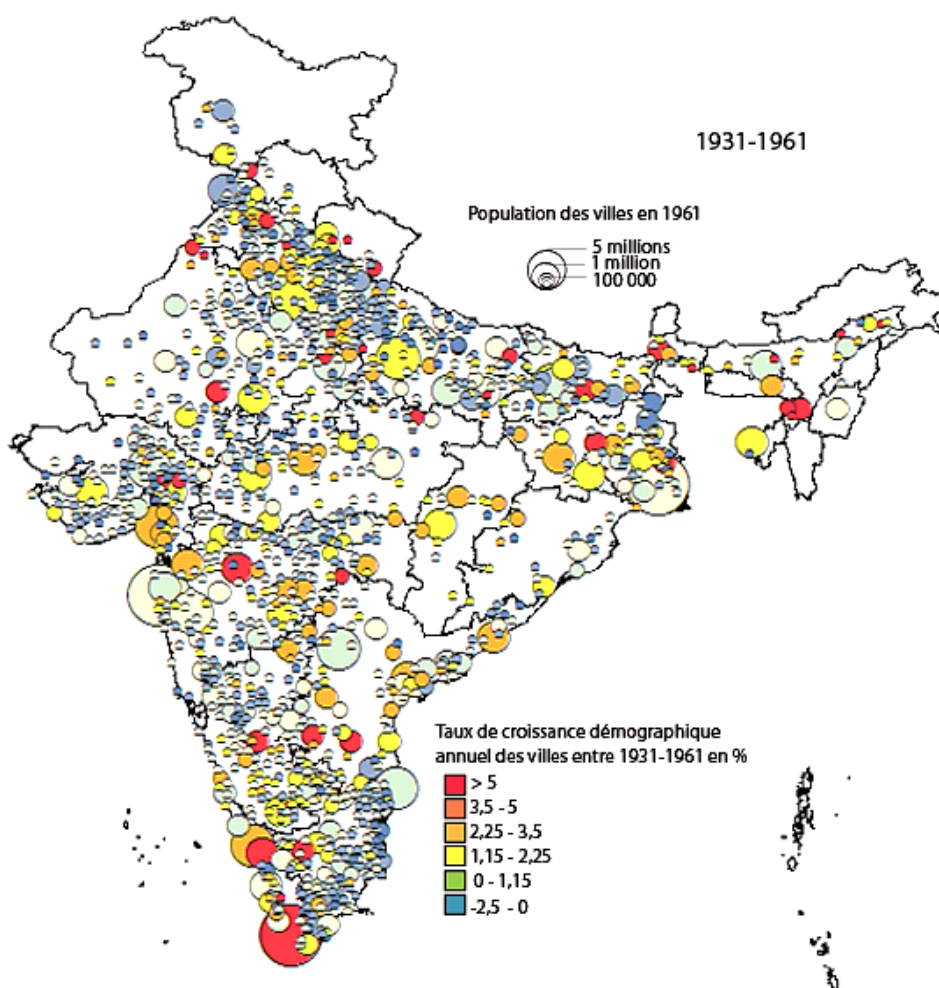 1931-1961
Population des villes en 1961
5 millions
1 million
100 000
Taux de croissance démographique
annuel des villes entre 1931-1961 en %
> 5
3,5 - 5
2,25 - 3,5
1,15 - 2,25
0 - 1,15
-2,5 - 0